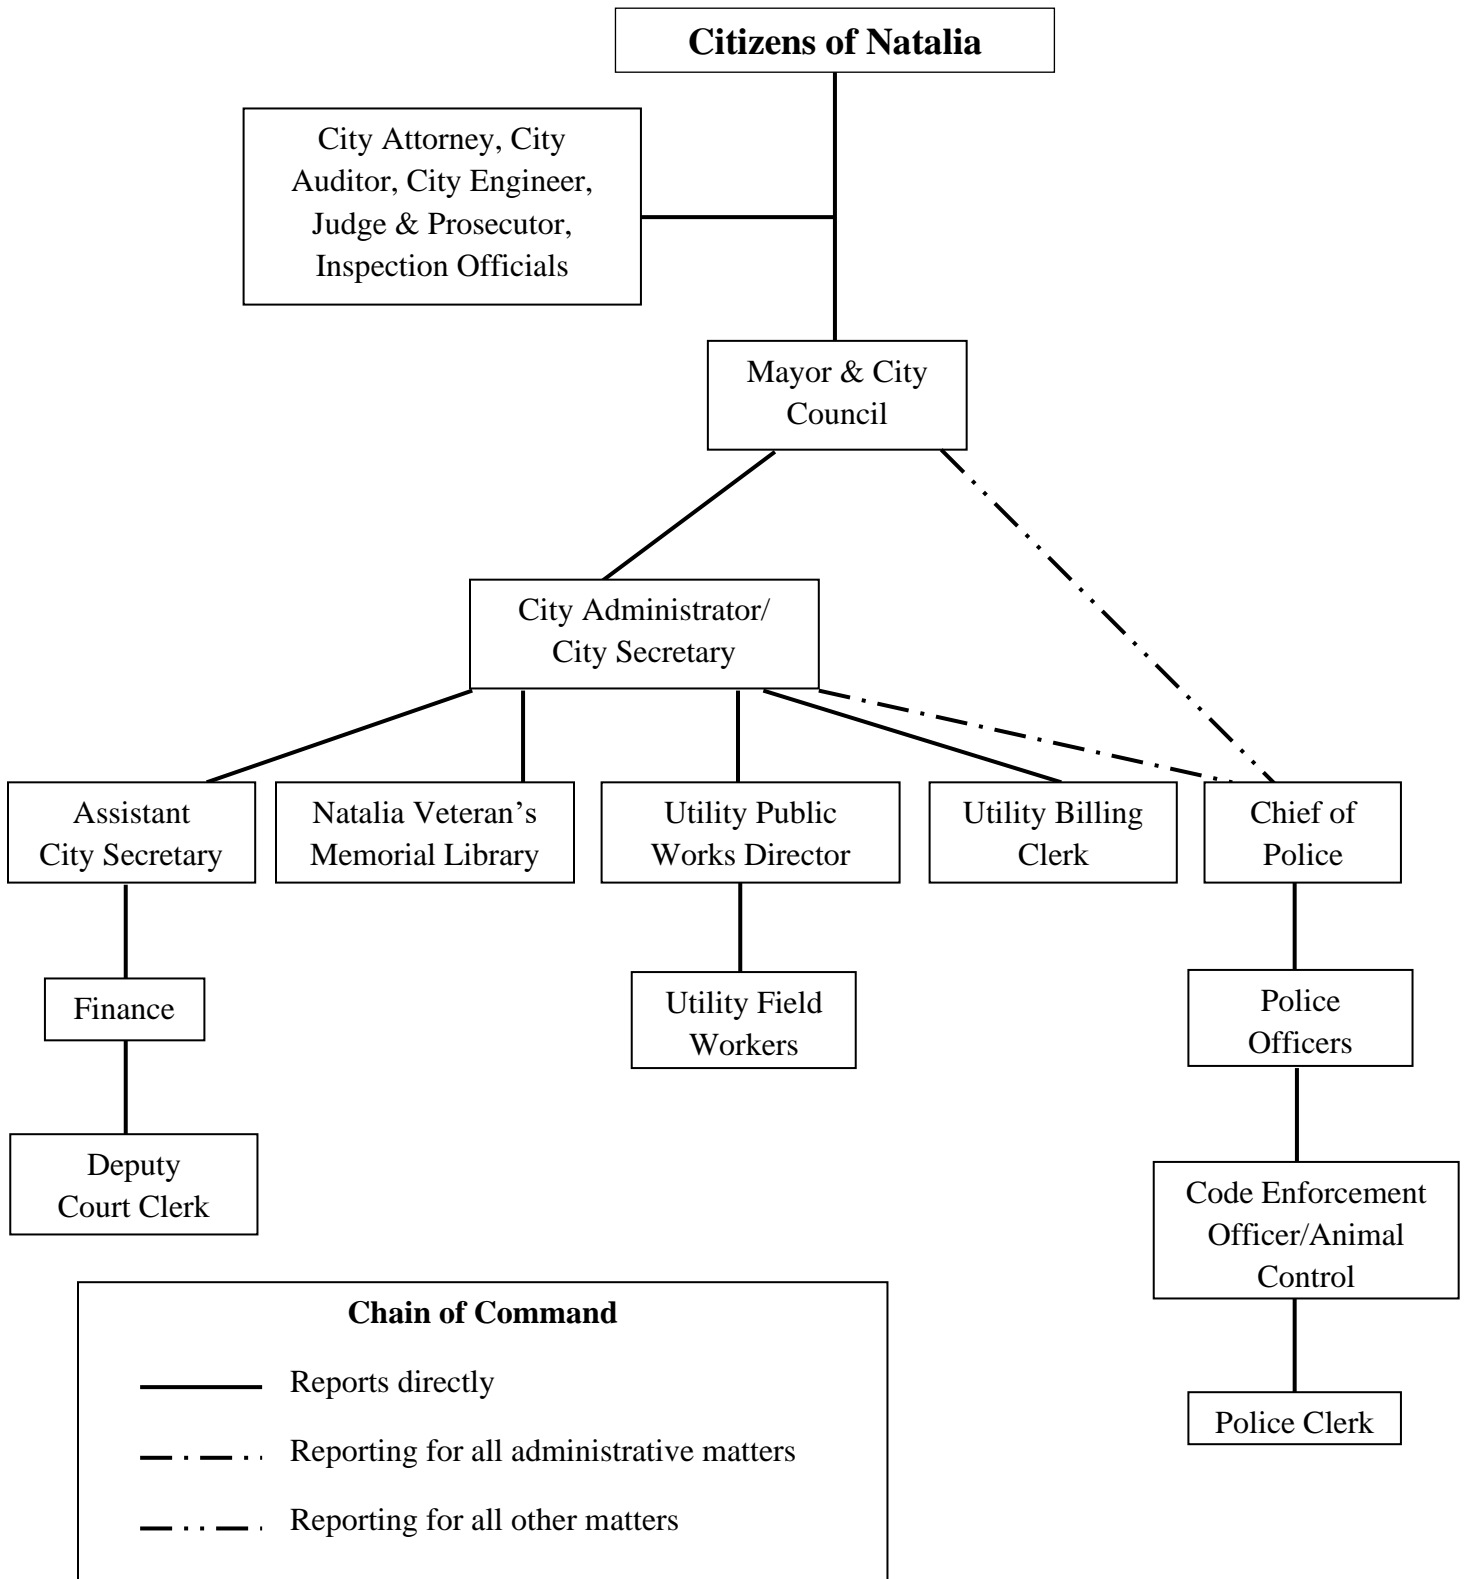 Citizens of Natalia
City Attorney, City
Auditor, City Engineer,
Judge & Prosecutor,
Inspection Officials
Mayor & City
Council
City Administrator/
City Secretary
Assistant
City Secretary
Natalia Veteran’s
Memorial Library
Utility Public
Works Director
Utility Billing
Clerk
Chief of
Police
Finance
Utility Field
Workers
Police
Officers
Deputy
Court Clerk
Code Enforcement
Officer/Animal
Control
Police Clerk
Chain of Command
Reports directly
Reporting for all administrative matters
Reporting for all other matters